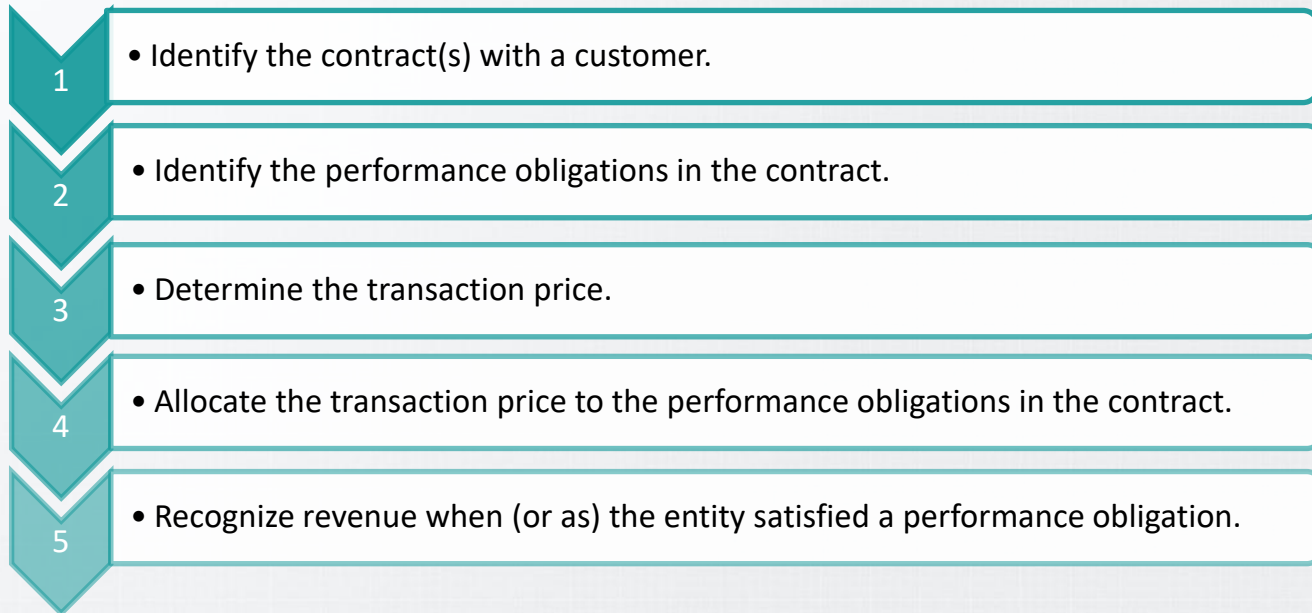 1
• Identify the contract(s) with a customer.
2
• Identify the performance obligations in the contract.
3
• Determine the transaction price.
4
• Allocate the transaction price to the performance obligations in the contract.
5
• Recognize revenue when (or as) the entity satisfied a performance obligation.